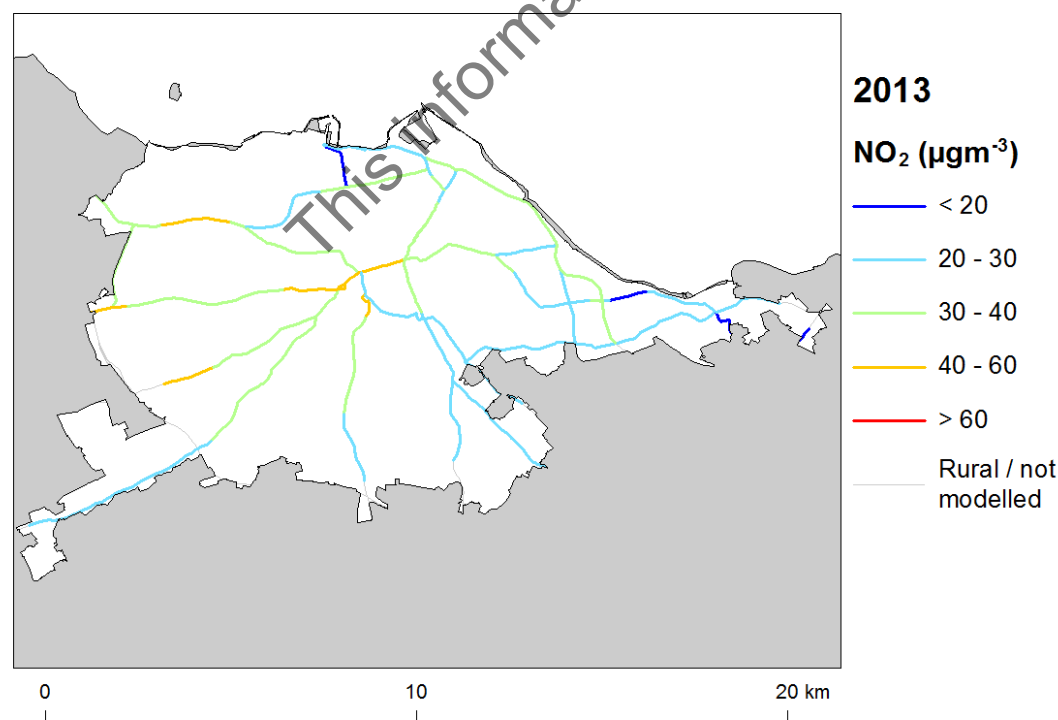 This informa
2013
NO₂ (µgm⁻³)
< 20
20 - 30
30 - 40
40 - 60
> 60
Rural / not
modelled
0 10 20 km